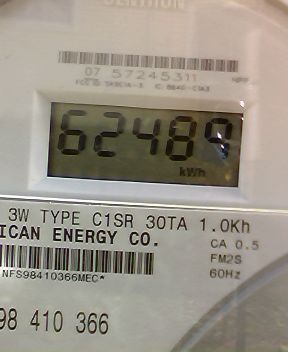 CENTRON
07 57245311
62489
kWh
3W TYPE C1SR 30TA 1.0Kh
ICAN ENERGY CO.
CA 0.5
FM2S
60Hz
NFS98410366MEC*
98 410 366